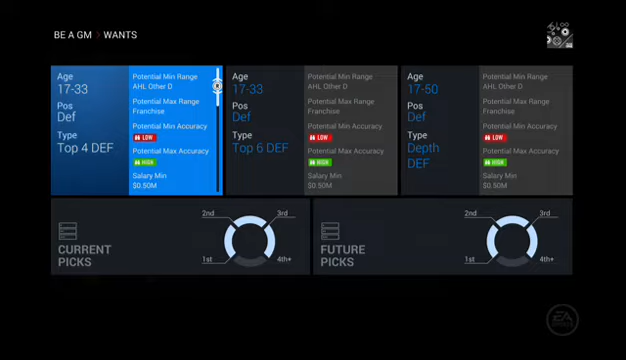 BE A GM > WANTS
Age
17-33
Pos
Def
Type
Top 4 DEF
Potential Min Range
AHL Other D
Potential Max Range
Franchise
Potential Min Accuracy
LOW
Potential Max Accuracy
HIGH
Salary Min
$0.50M
Age
17-33
Pos
Def
Type
Top 6 DEF
Potential Min Range
AHL Other D
Potential Max Range
Franchise
Potential Min Accuracy
LOW
Potential Max Accuracy
HIGH
Salary Min
$0.50M
Age
17-50
Pos
Def
Type
Depth
DEF
Potential Min Range
AHL Other D
Potential Max Range
Franchise
Potential Min Accuracy
LOW
Potential Max Accuracy
HIGH
Salary Min
$0.50M
CURRENT
PICKS
2nd
3rd
1st
4th+
FUTURE
PICKS
2nd
3rd
1st
4th+
EA
SPORTS